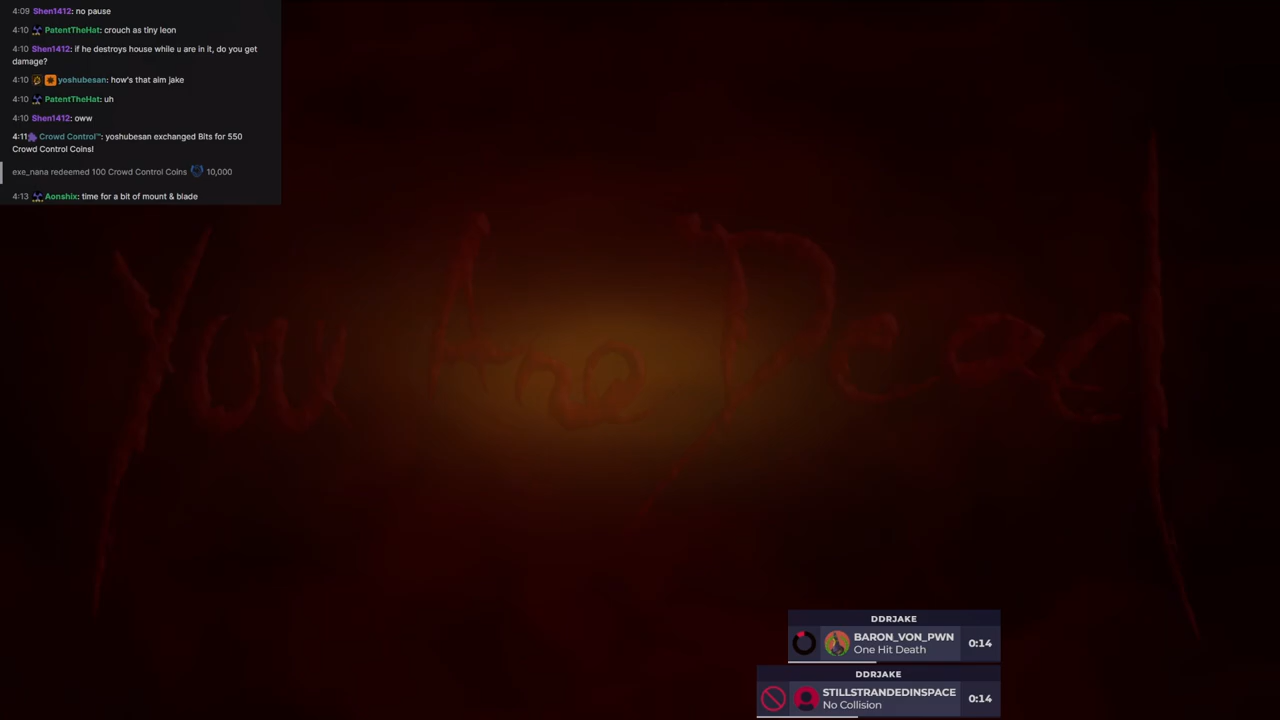 4:09 Shen1412: no pause
4:10 PatentTheHat: crouch as tiny leon
4:10 Shen1412: if he destroys house while u are in it, do you get
damage?
4:10 yoshubesan: how's that aim jake
4:10 PatentTheHat: uh
4:10 Shen1412: oww
4:11 Crowd Control™: yoshubesan exchanged Bits for 550
Crowd Control Coins!
exe_nana redeemed 100 Crowd Control Coins 10,000
4:13 Aonshix: time for a bit of mount & blade
You Are Dead
DDRJAKE
BARON_VON_PWN
One Hit Death
0:14
DDRJAKE
STILLSTRANDEDINSPACE
No Collision
0:14